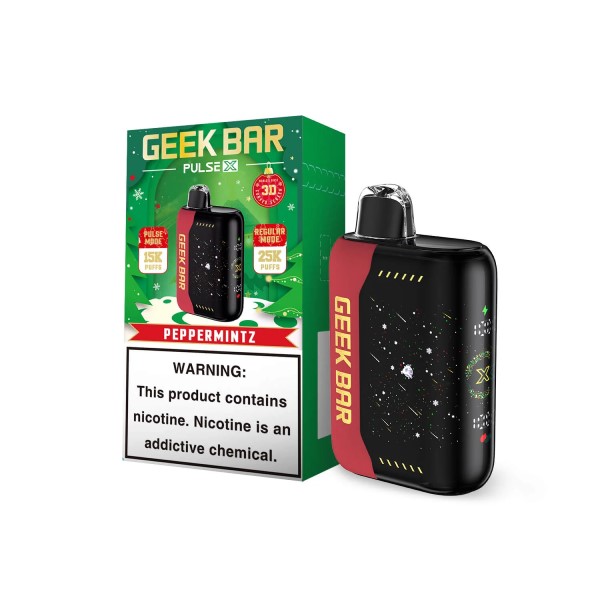 GEEK BAR
PULSE X
3D
PULSE
MODE
15K
PUFFS
REGULAR
MODE
25K
PUFFS
GEEK BAR
PEPPERMINTZ
WARNING:
This product contains
nicotine. Nicotine is an
addictive chemical.
GEEK BAR
X